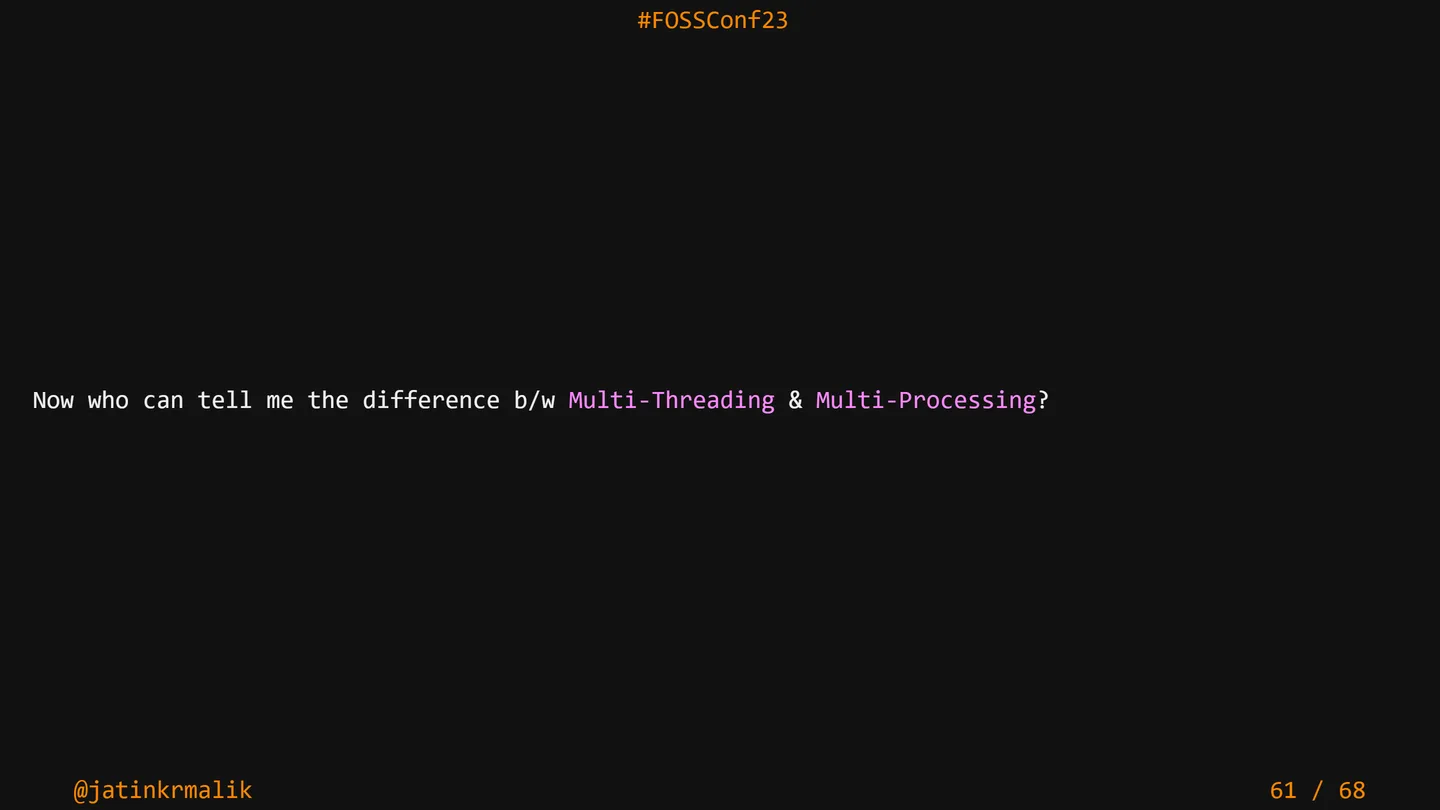 #FOSSConf23
Now who can tell me the difference b/w Multi-Threading & Multi-Processing?
@jatinkrmalik
61 / 68